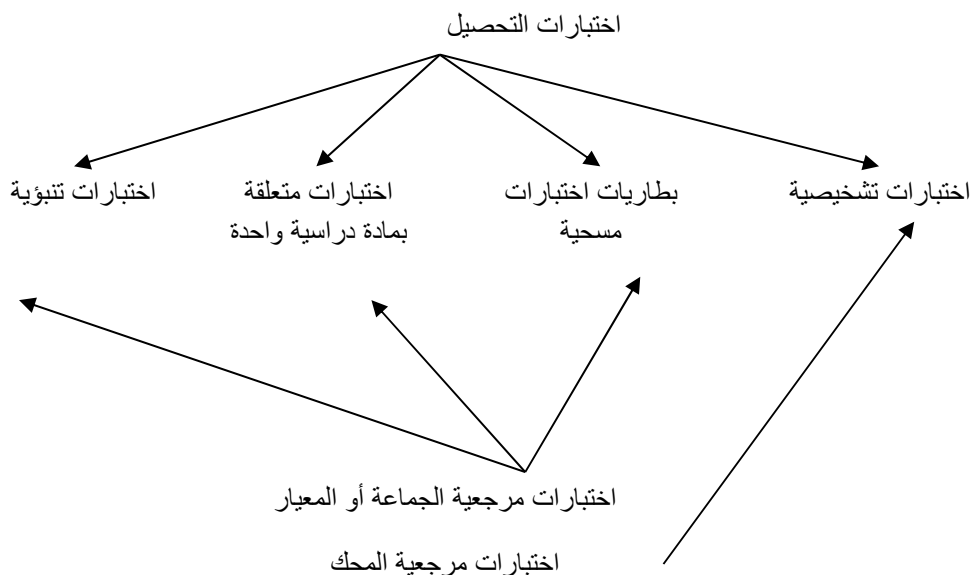 اختبارات التحصيل
اختبارات تشخيصية
بطاريات اختبارات
مسحية
اختبارات متعلقة
بمادة دراسية واحدة
اختبارات تنبؤية
اختبارات مرجعية الجماعة أو المعيار
اختبارات مرجعية المحك